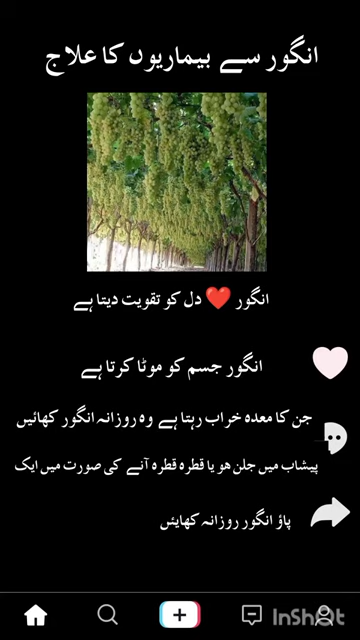 انگور سے بیماریوں کا علاج
انگور ❤️ دل کو تقویت دیتا ہے
انگور جسم کو موٹا کرتا ہے
جن کا معدہ خراب رہتا ہے وہ روزانہ انگور کھائیں
پیشاب میں جلن ھو یا قطرہ قطرہ آنے کی صورت میں ایک
پاؤ انگور روزانہ کھایئں
InShOt